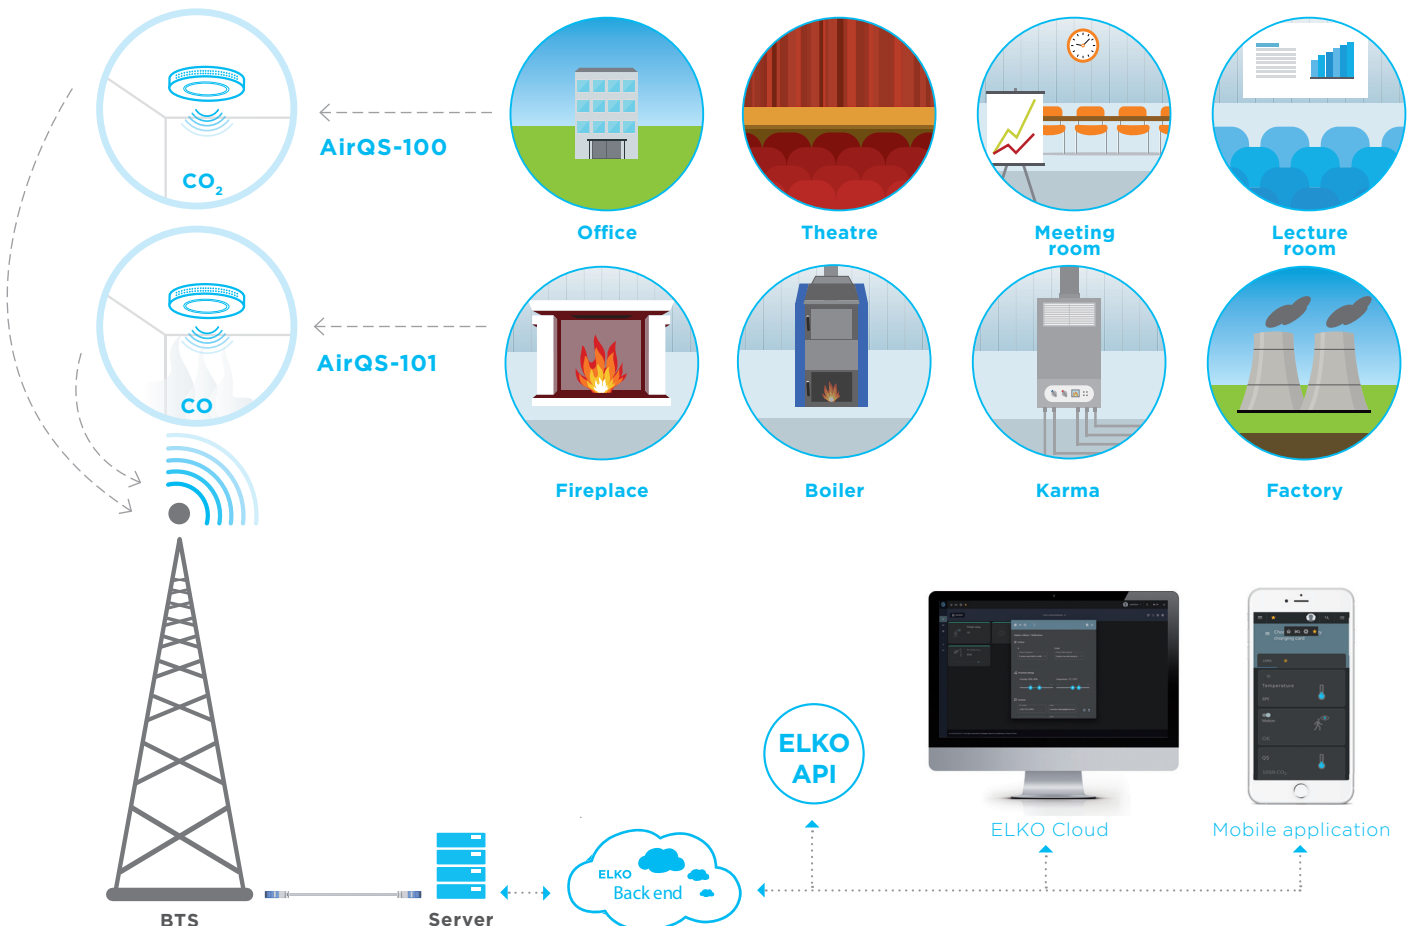 CO₂
AirQS-100
Office
Theatre
Meeting
room
Lecture
room
CO
AirQS-101
Fireplace
Boiler
Karma
Factory
ELKO
API
Temperature
ELKO Cloud
Mobile application
ELKO
Back end
BTS
Server